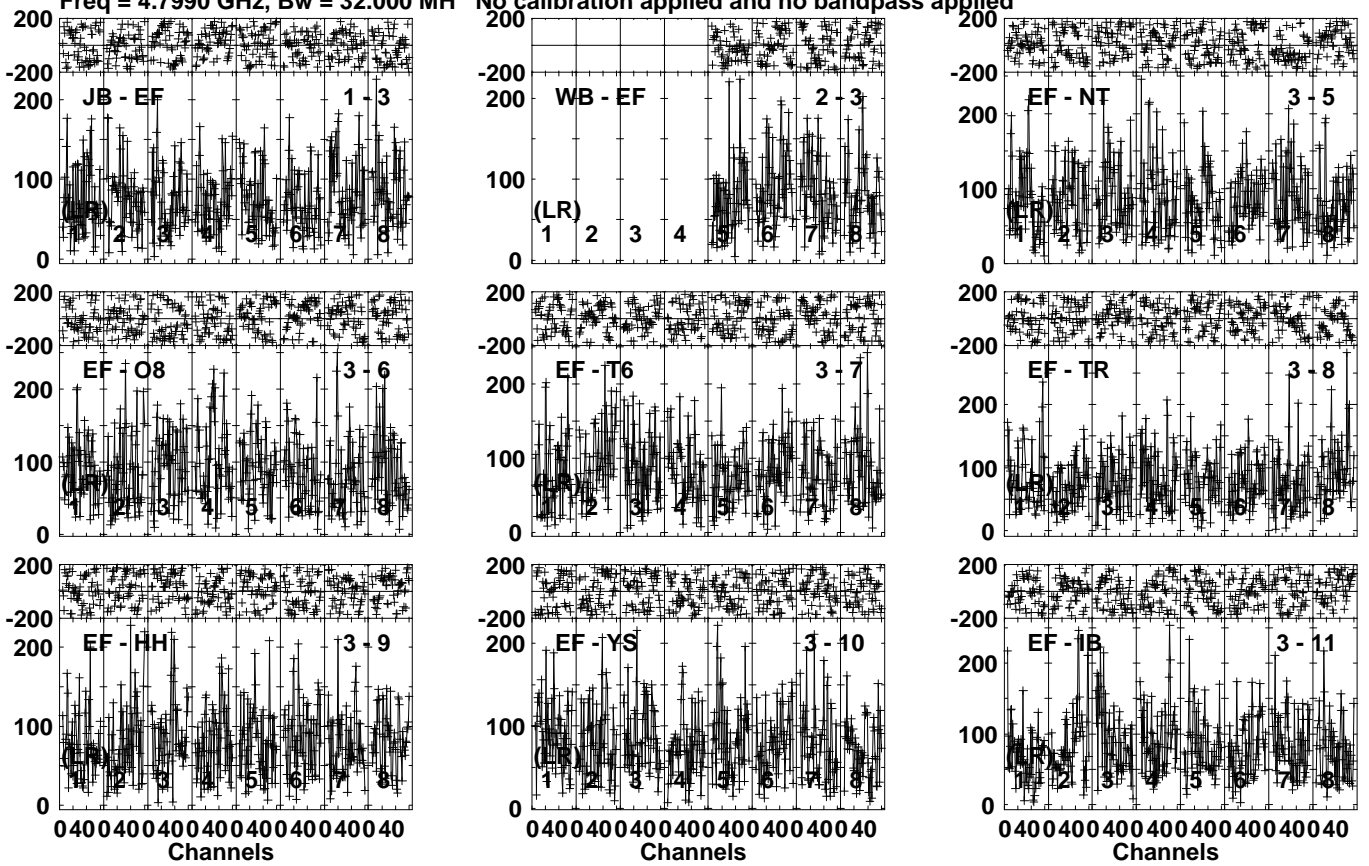 Freq = 4.7990 GHz, Bw = 32.000 MH No calibration applied and no bandpass applied
200 200 200
-200 -200 -200
JB - EF 1 - 3 WB - EF 2 - 3 EF - NT 3 - 5
200 200 200
100 100 100
(LR) (LR) (LR)
1 2 3 4 5 6 7 8 1 2 3 4 5 6 7 8 1 2 3 4 5 6 7 8
0 0 0
200 200 200
-200 -200 -200
EF - O8 3 - 6 EF - T6 3 - 7 EF - TR 3 - 8
200 200 200
100 100 100
(LR) (LR) (LR)
1 2 3 4 5 6 7 8 1 2 3 4 5 6 7 8 1 2 3 4 5 6 7 8
0 0 0
200 200 200
-200 -200 -200
EF - HH 3 - 9 EF - YS 3 - 10 EF - IB 3 - 11
200 200 200
100 100 100
(LR) (LR) (LR)
1 2 3 4 5 6 7 8 1 2 3 4 5 6 7 8 1 2 3 4 5 6 7 8
0 0 0
0 40 0 40 0 40 0 40 0 40 0 40 0 40 0 40 0 40 0 40 0 40 0 40 0 40 0 40 0 40 0 40 0 40 0 40 0 40 0 40 0 40 0 40 0 40 0 40
Channels Channels Channels